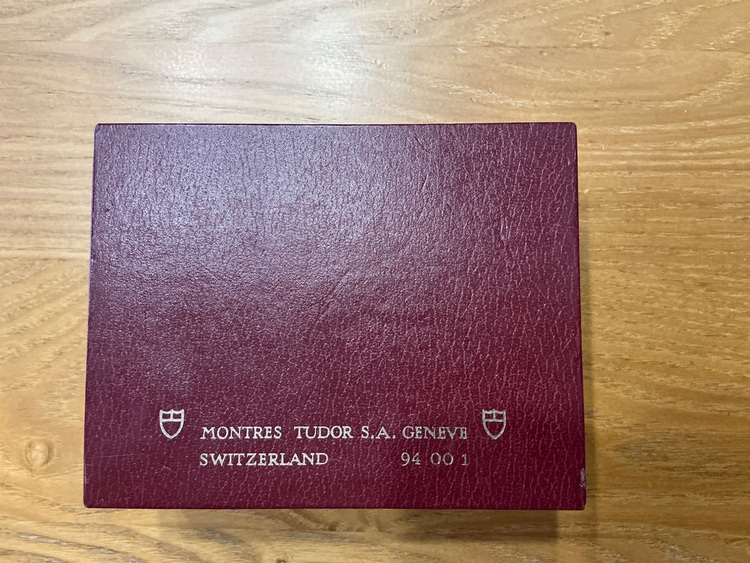 MONTRES TUDOR S.A. GENEVE
SWITZERLAND 94 00 1